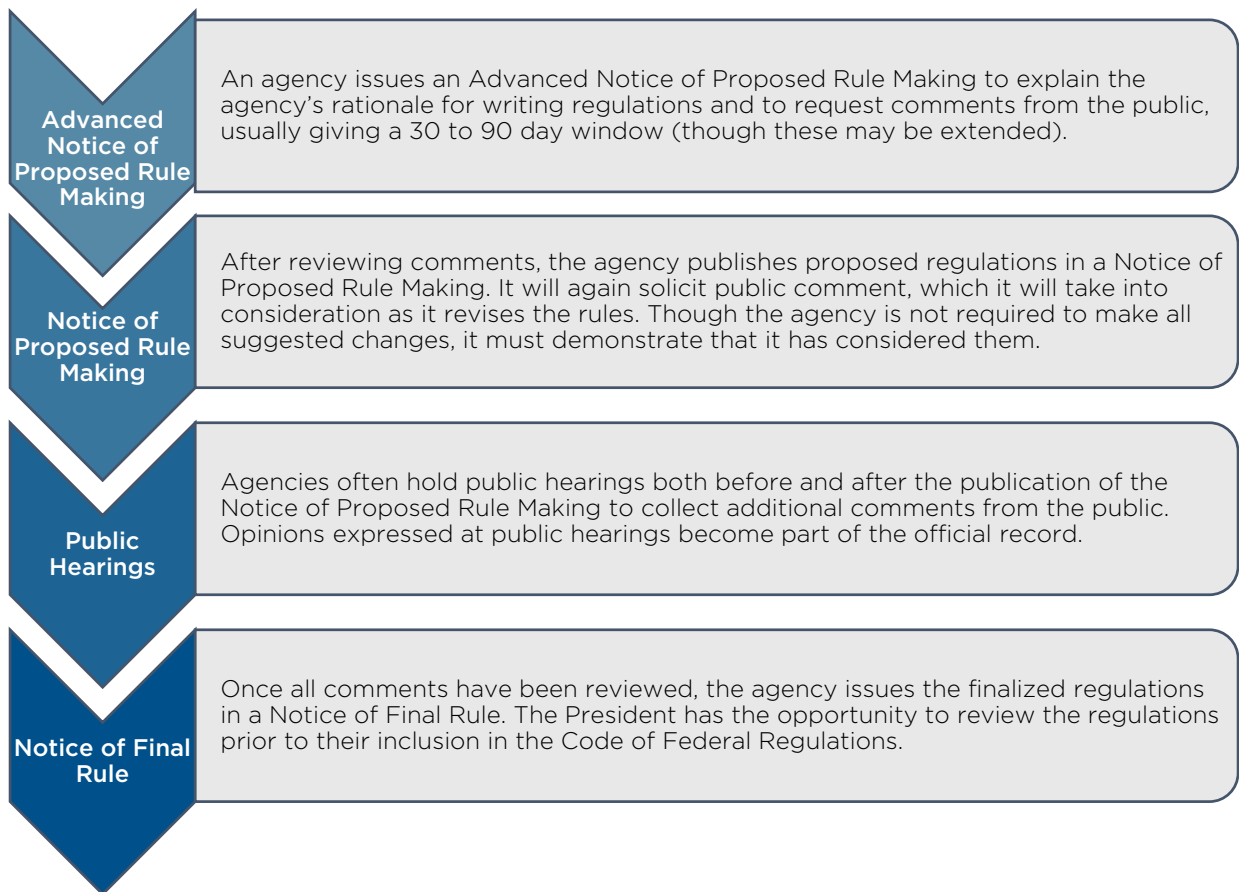 Advanced
Notice of
Proposed Rule
Making
An agency issues an Advanced Notice of Proposed Rule Making to explain the
agency's rationale for writing regulations and to request comments from the public,
usually giving a 30 to 90 day window (though these may be extended).
Notice of
Proposed Rule
Making
After reviewing comments, the agency publishes proposed regulations in a Notice of
Proposed Rule Making. It will again solicit public comment, which it will take into
consideration as it revises the rules. Though the agency is not required to make all
suggested changes, it must demonstrate that it has considered them.
Public
Hearings
Agencies often hold public hearings both before and after the publication of the
Notice of Proposed Rule Making to collect additional comments from the public.
Opinions expressed at public hearings become part of the official record.
Notice of Final
Rule
Once all comments have been reviewed, the agency issues the finalized regulations
in a Notice of Final Rule. The President has the opportunity to review the regulations
prior to their inclusion in the Code of Federal Regulations.